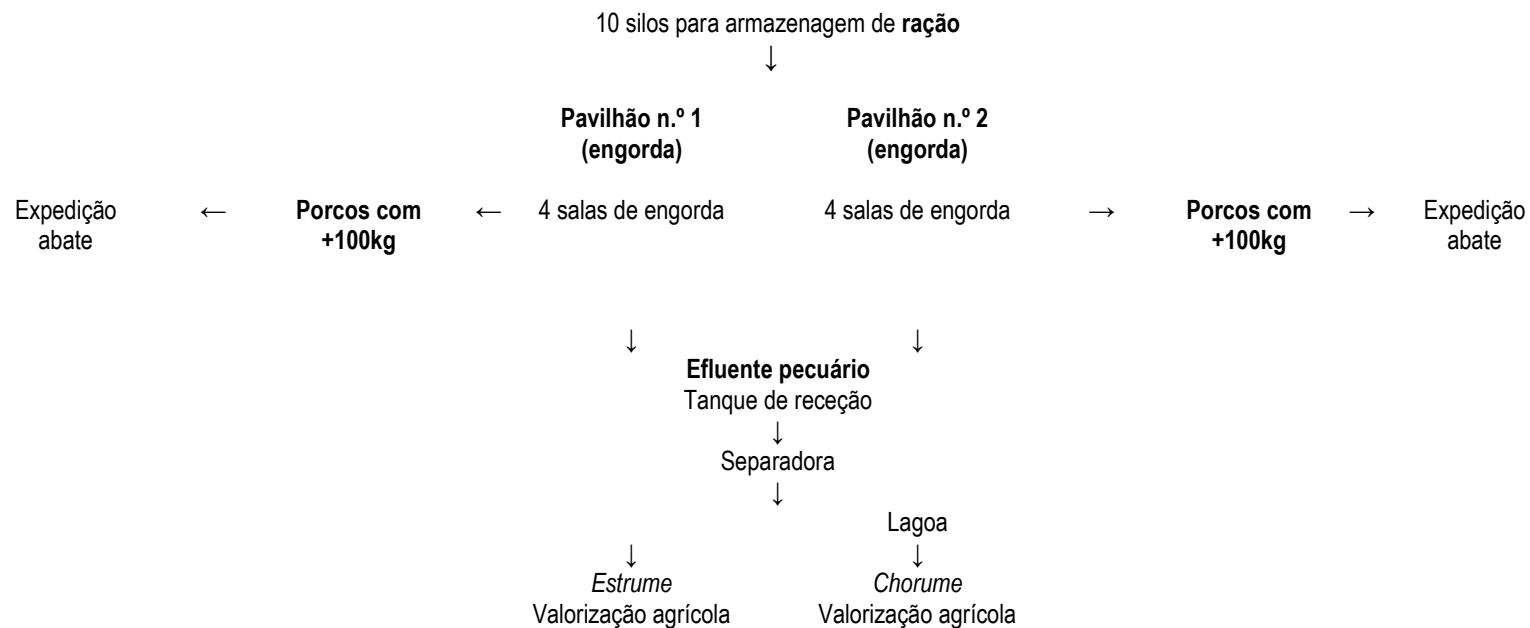 10 silos para armazenagem de ração
↓
Pavilhão n.º 1 Pavilhão n.º 2
(engorda) (engorda)
Expedição ← Porcos com ← 4 salas de engorda 4 salas de engorda → Porcos com → Expedição
abate +100kg +100kg abate
↓ ↓
Efluente pecuário
Tanque de receção
↓
Separadora
↓
Lagoa
↓ ↓
Estrume Chorume
Valorização agrícola Valorização agrícola